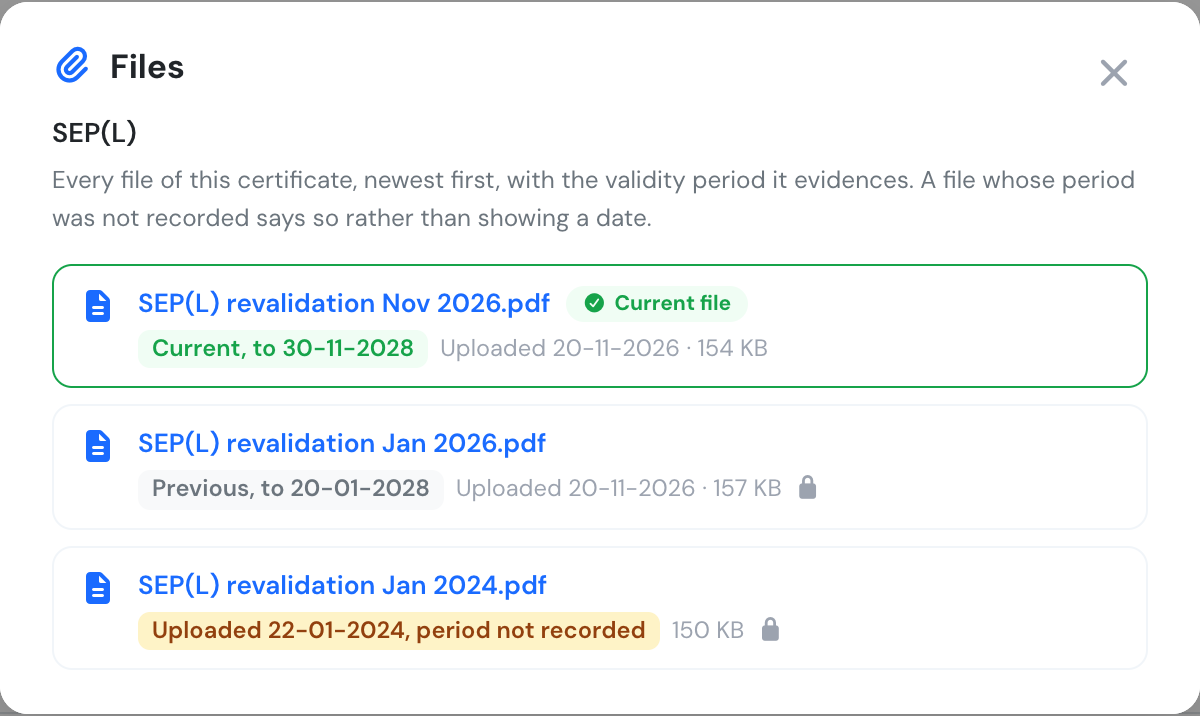 Files
SEP(L)
Every file of this certificate, newest first, with the validity period it evidences. A file whose period
was not recorded says so rather than showing a date.
SEP(L) revalidation Nov 2026.pdf Current file
Current, to 30-11-2028 Uploaded 20-11-2026 · 154 KB
SEP(L) revalidation Jan 2026.pdf
Previous, to 20-01-2028 Uploaded 20-11-2026 · 157 KB
SEP(L) revalidation Jan 2024.pdf
Uploaded 22-01-2024, period not recorded 150 KB